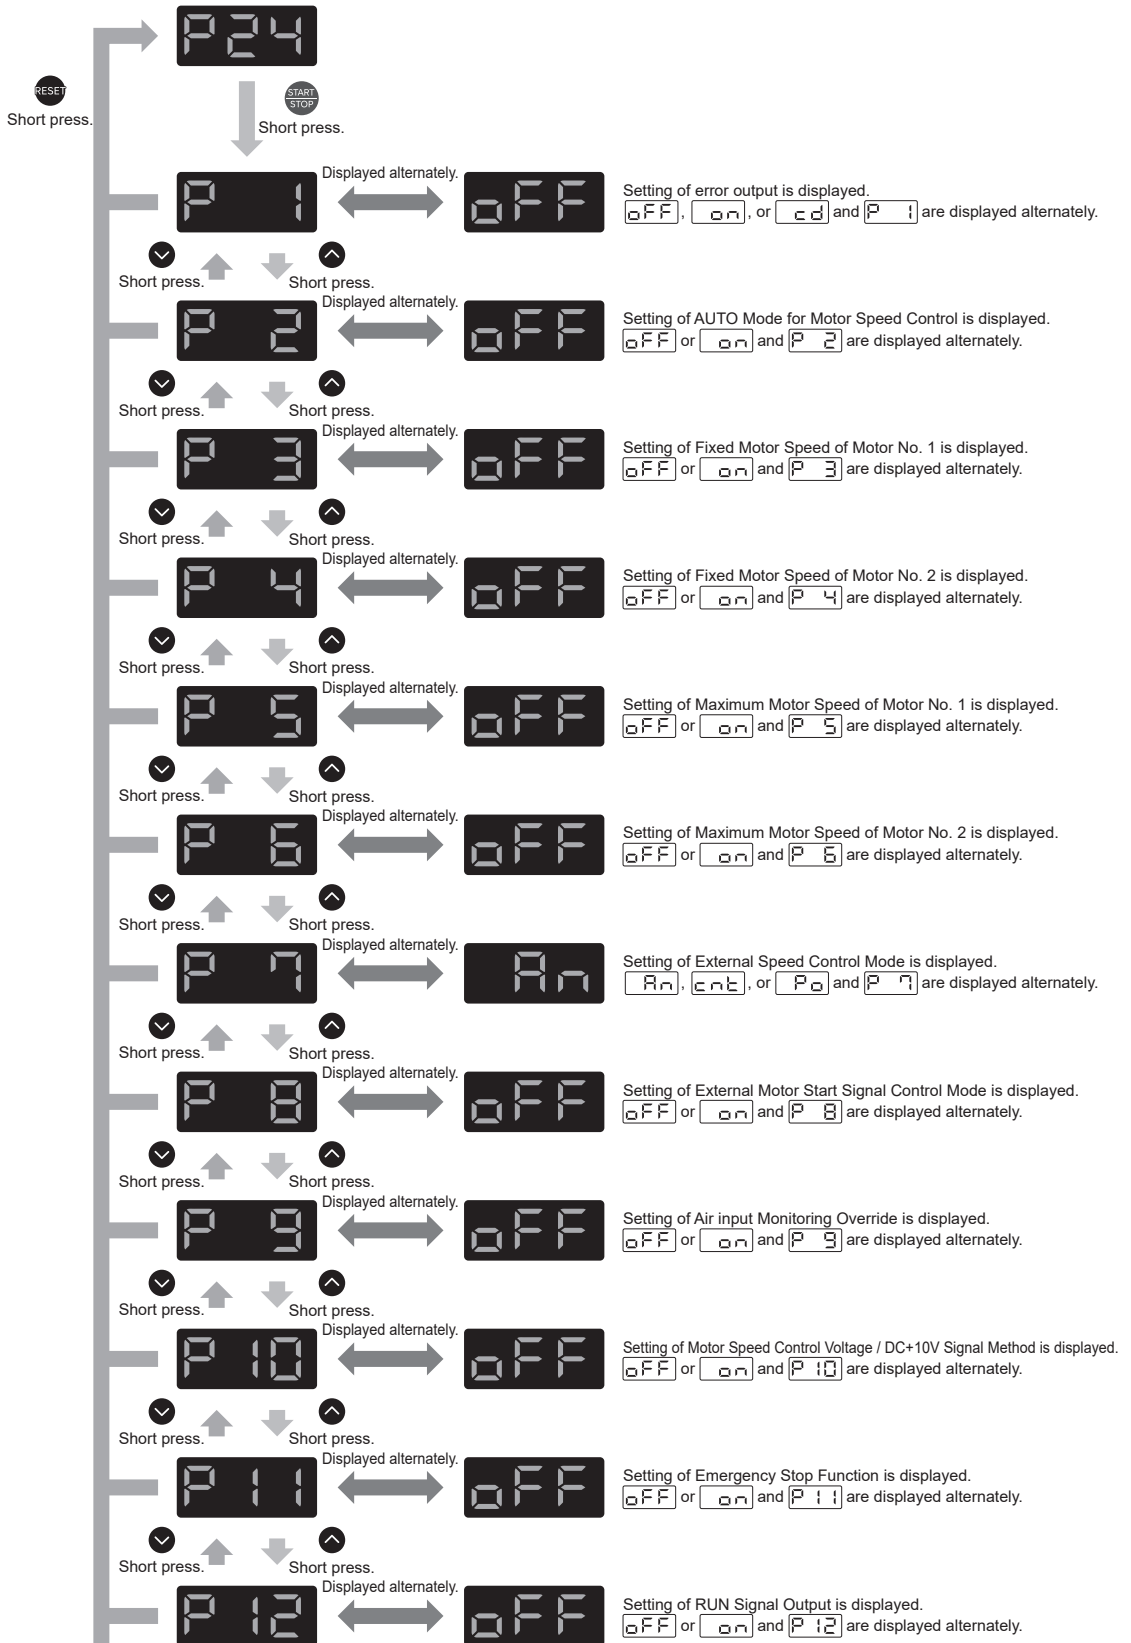 P24
RESET
Short press.
START
STOP
Short press.
P 1
Displayed alternately.
oFF
Setting of error output is displayed.
oFF, on, or cd and P 1 are displayed alternately.
Short press.
Short press.
P 2
Displayed alternately.
oFF
Setting of AUTO Mode for Motor Speed Control is displayed.
oFF or on and P 2 are displayed alternately.
Short press.
Short press.
P 3
Displayed alternately.
oFF
Setting of Fixed Motor Speed of Motor No. 1 is displayed.
oFF or on and P 3 are displayed alternately.
Short press.
Short press.
P 4
Displayed alternately.
oFF
Setting of Fixed Motor Speed of Motor No. 2 is displayed.
oFF or on and P 4 are displayed alternately.
Short press.
Short press.
P 5
Displayed alternately.
oFF
Setting of Maximum Motor Speed of Motor No. 1 is displayed.
oFF or on and P 5 are displayed alternately.
Short press.
Short press.
P 6
Displayed alternately.
oFF
Setting of Maximum Motor Speed of Motor No. 2 is displayed.
oFF or on and P 6 are displayed alternately.
Short press.
Short press.
P 7
Displayed alternately.
An
Setting of External Speed Control Mode is displayed.
An, cnt, or Po and P 7 are displayed alternately.
Short press.
Short press.
P 8
Displayed alternately.
oFF
Setting of External Motor Start Signal Control Mode is displayed.
oFF or on and P 8 are displayed alternately.
Short press.
Short press.
P 9
Displayed alternately.
oFF
Setting of Air input Monitoring Override is displayed.
oFF or on and P 9 are displayed alternately.
Short press.
Short press.
P10
Displayed alternately.
oFF
Setting of Motor Speed Control Voltage / DC+10V Signal Method is displayed.
oFF or on and P10 are displayed alternately.
Short press.
Short press.
P11
Displayed alternately.
oFF
Setting of Emergency Stop Function is displayed.
oFF or on and P11 are displayed alternately.
Short press.
Short press.
P12
Displayed alternately.
oFF
Setting of RUN Signal Output is displayed.
oFF or on and P12 are displayed alternately.